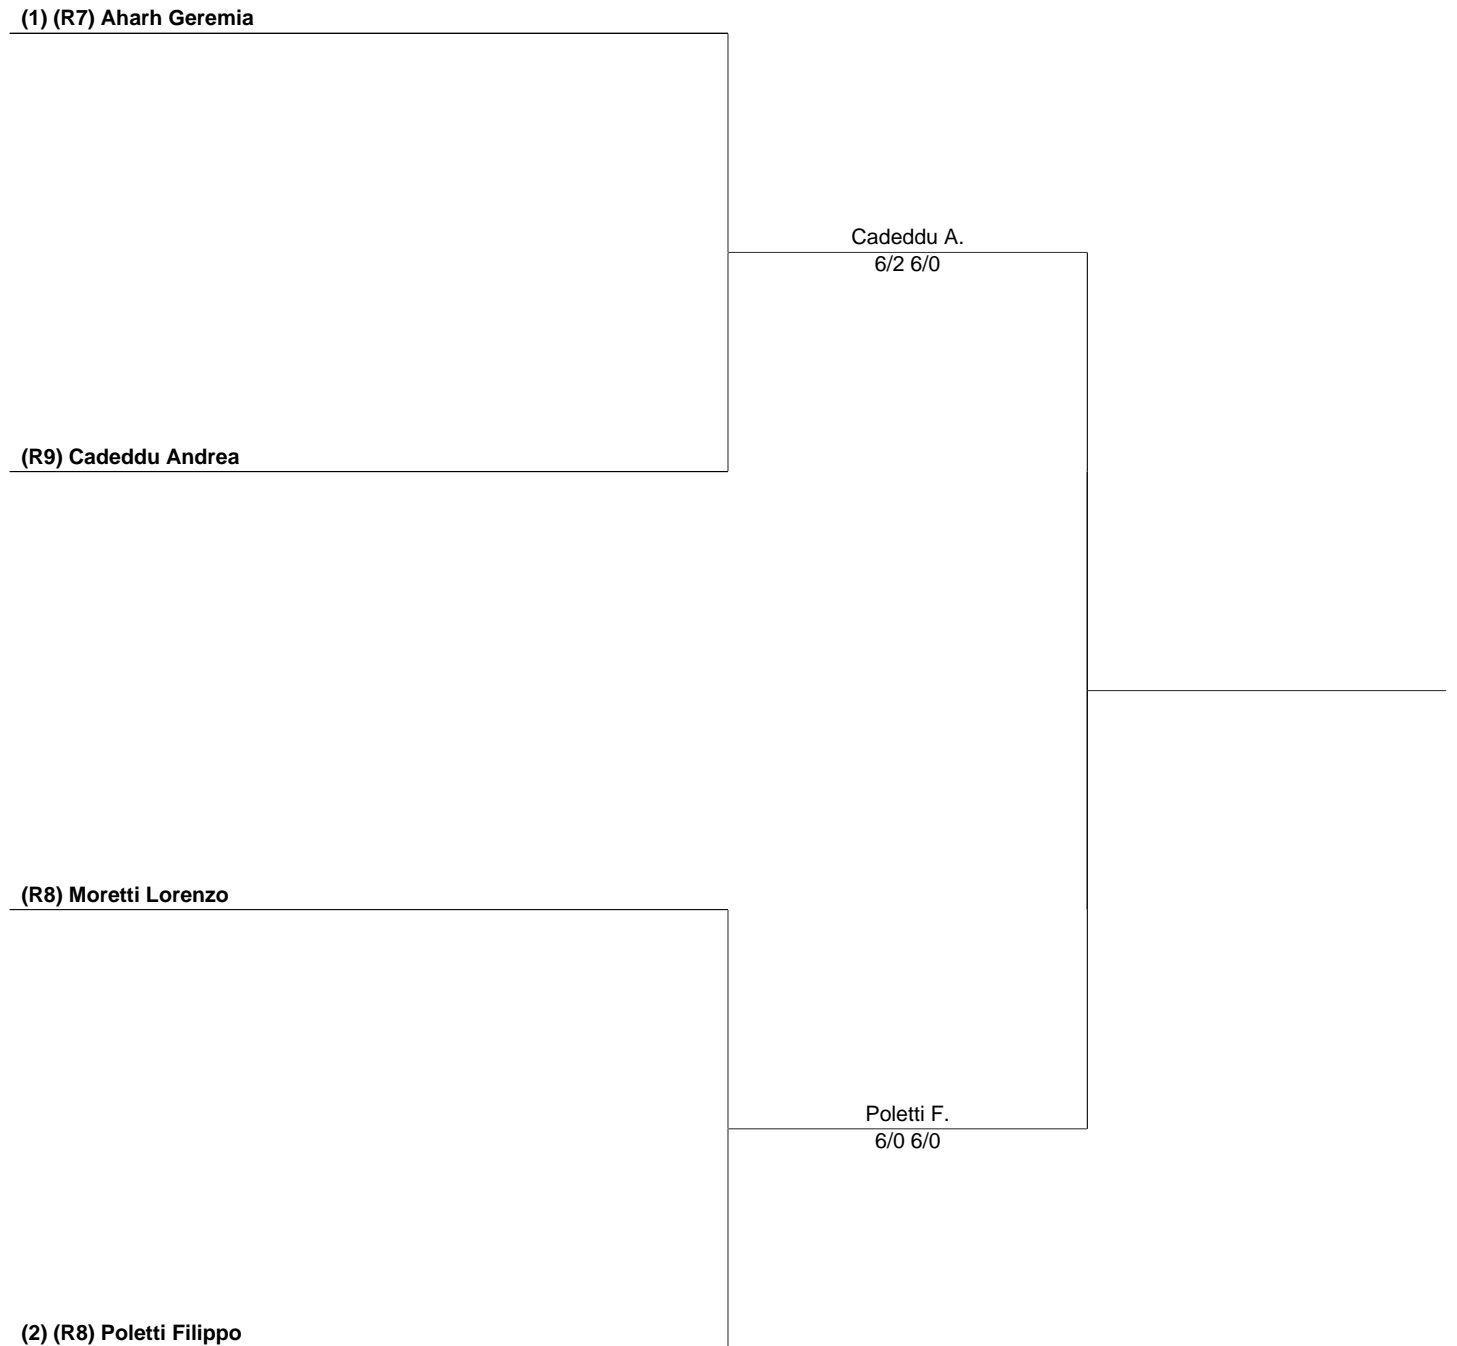 (1) (R7) Aharh Geremia
Cadeddu A.
6/2 6/0
(R9) Cadeddu Andrea
(R8) Moretti Lorenzo
Poletti F.
6/0 6/0
(2) (R8) Poletti Filippo